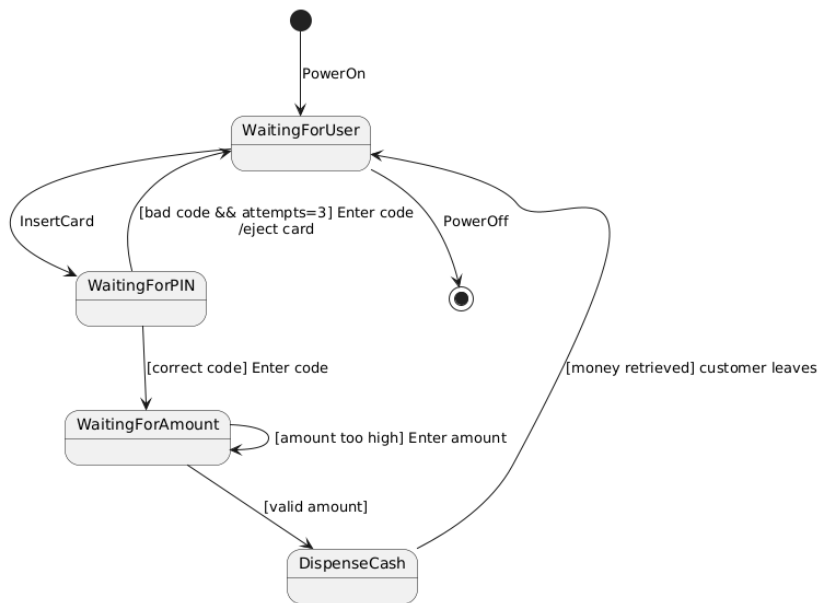 PowerOn
WaitingForUser
InsertCard
[bad code && attempts=3] Enter code
/eject card
PowerOff
WaitingForPIN
[correct code] Enter code
[money retrieved] customer leaves
WaitingForAmount
[amount too high] Enter amount
[valid amount]
DispenseCash